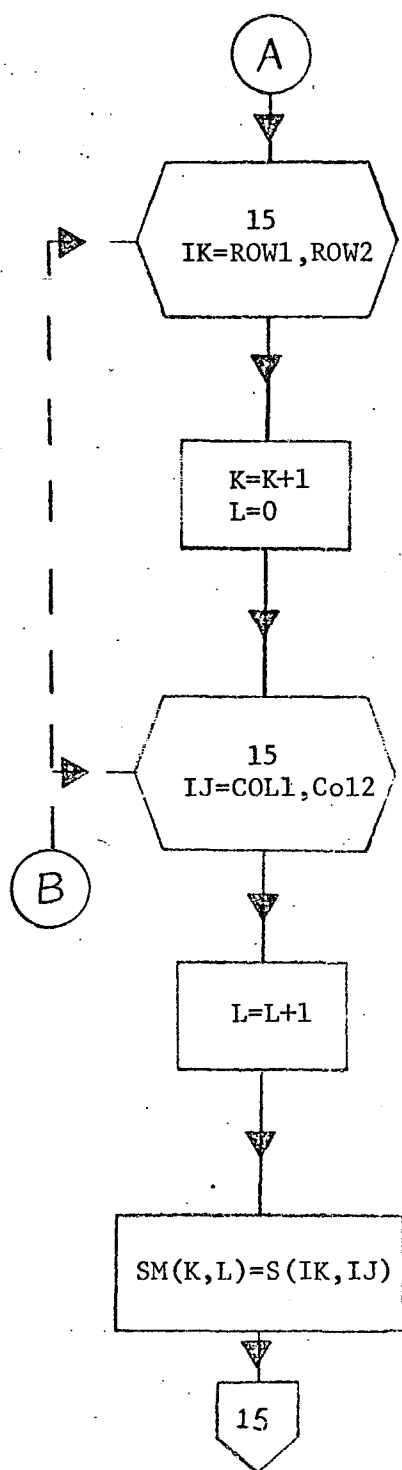 A
15
IK=ROW1,ROW2
K=K+1
L=0
15
IJ=COL1,Col2
B
L=L+1
SM(K,L)=S(IK,IJ)
15